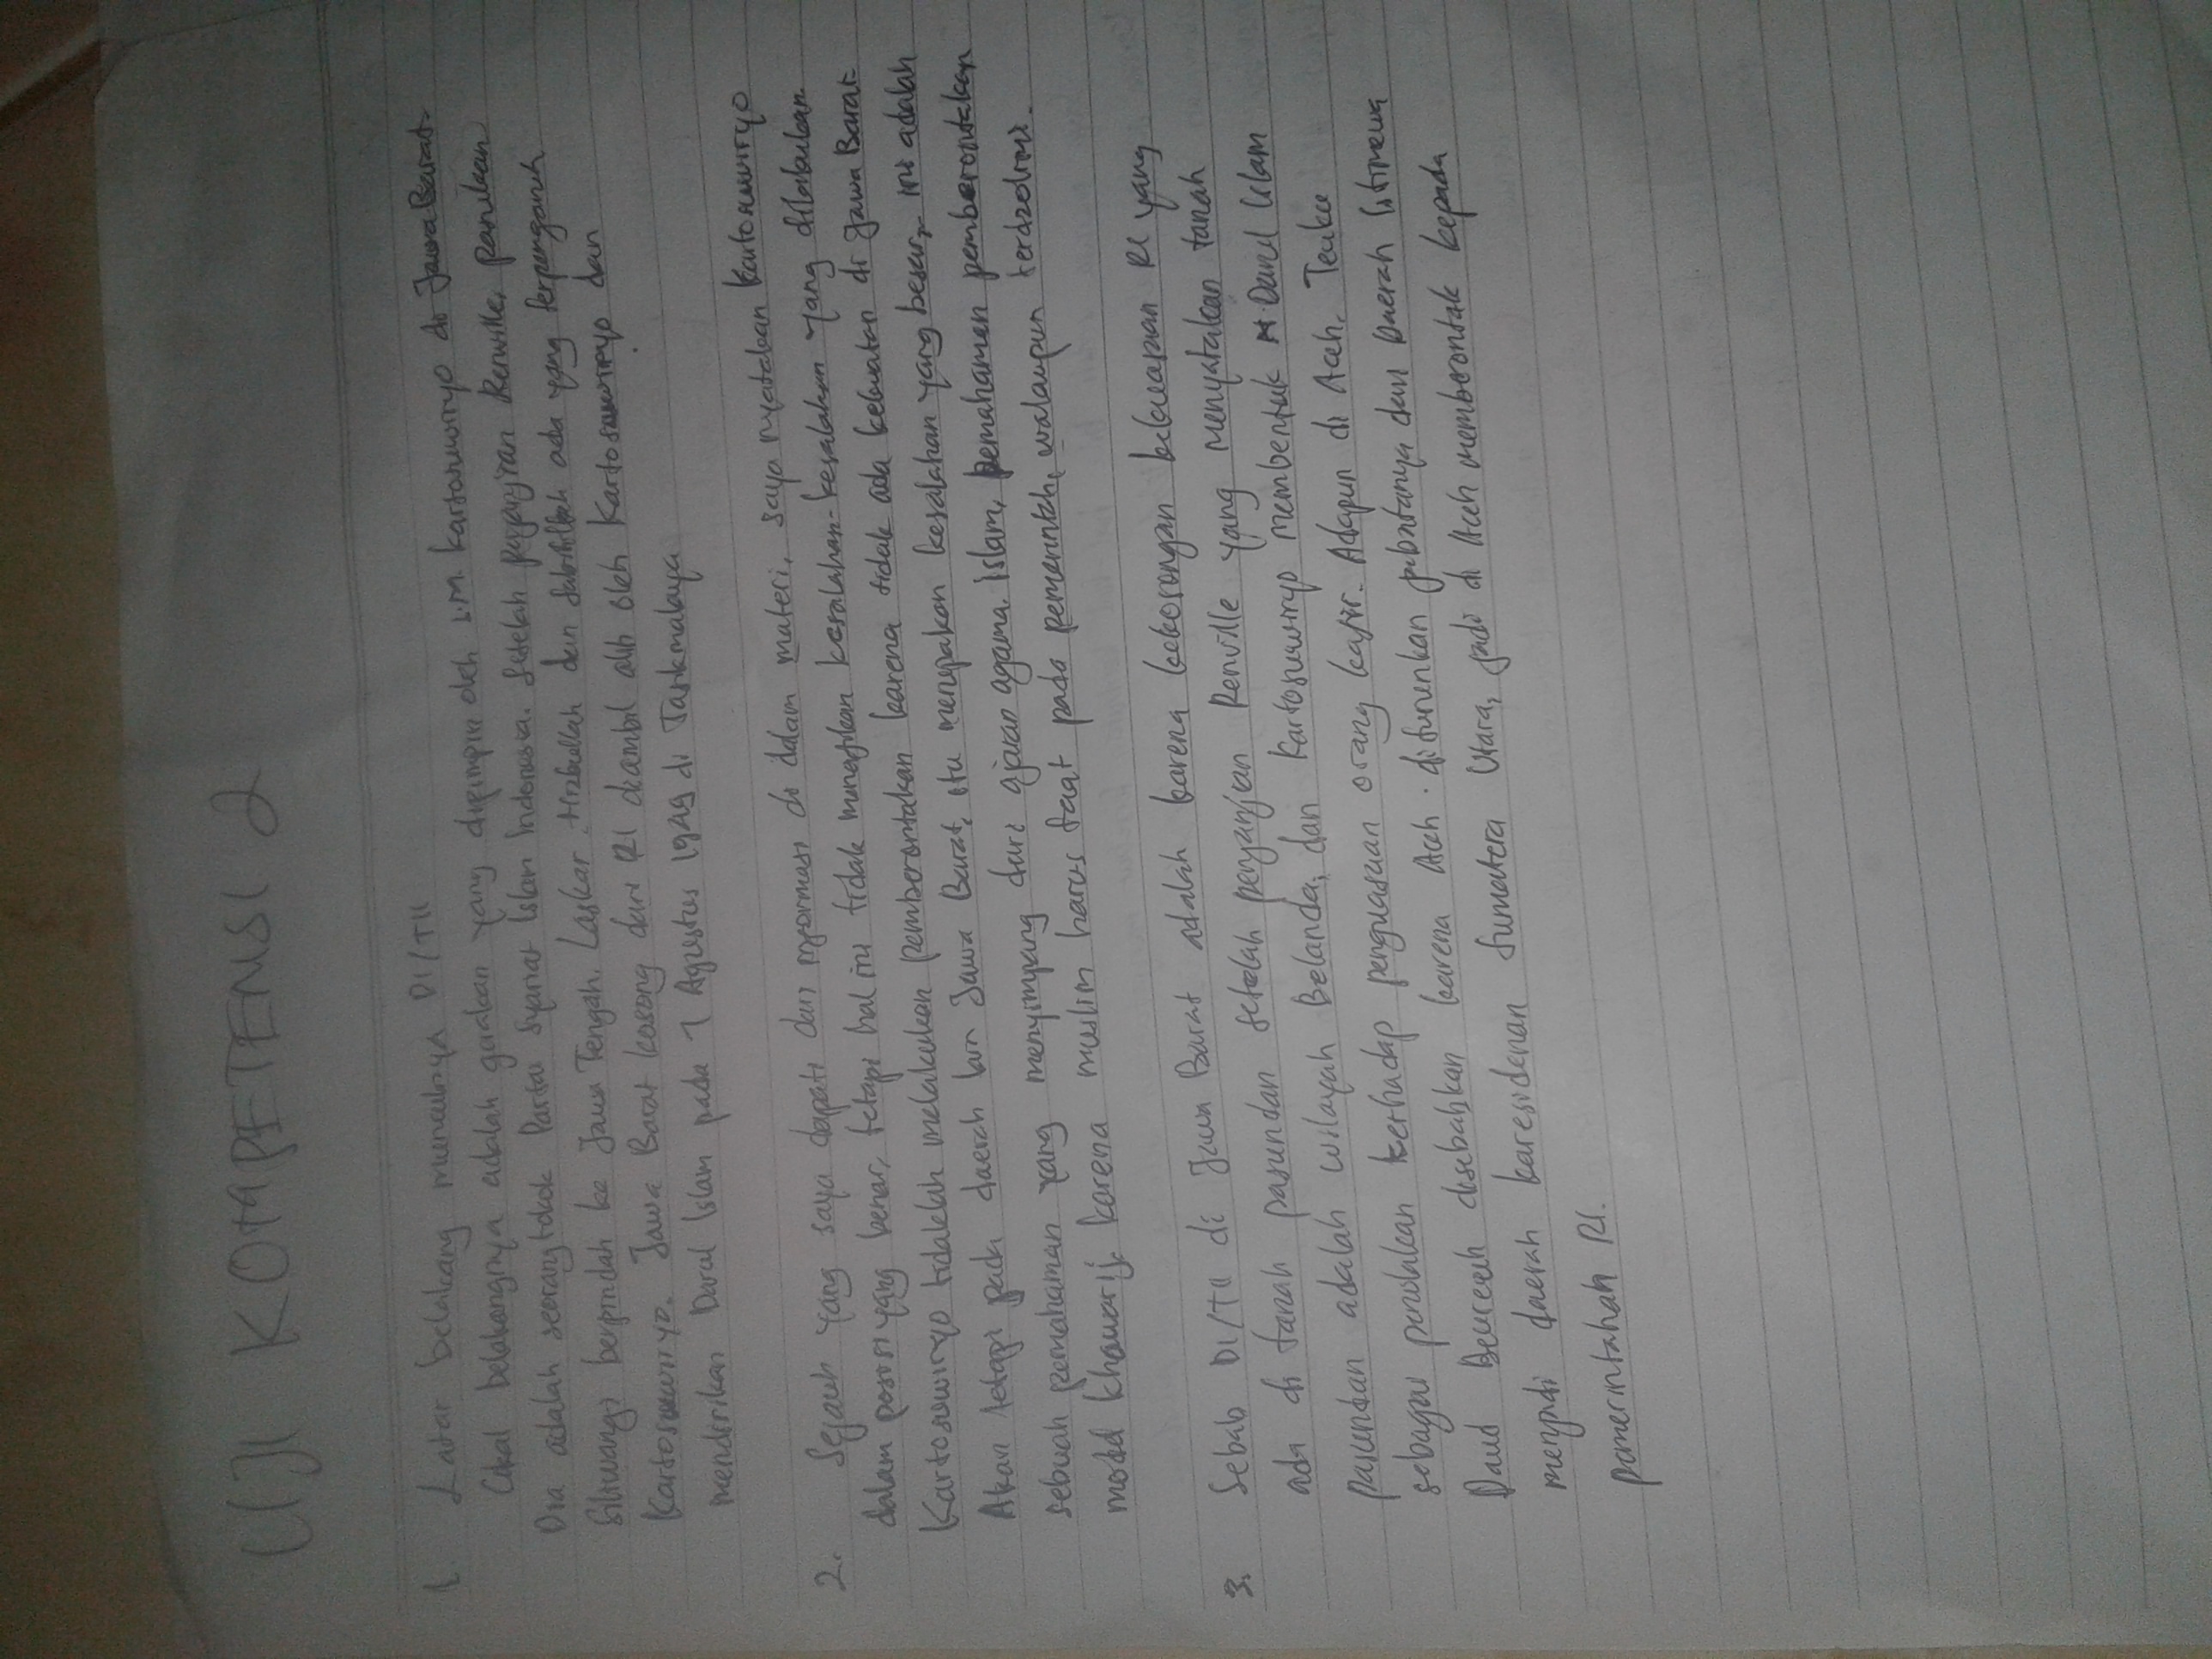 UJI KOMPETENSI 2
1. Latar belakang munculnya DI/TII
Cikal belakangnya adalah gerakan yang dipimpin oleh S.M. Kartosuwiryo di Jawa Barat.
Dia adalah seorang tokok Partai Syariat Islam Indonesia. Setelah perjanjian Renville, pasukan
Siliwangi berpindah ke Jawa Tengah. Laskar Hizbullah dan Sabilillah ada yang terpengaruh
Kartosuwiryo. Jawa Barat kosong dari RI diambil alih oleh Kartosuwiryo dan
mendirikan Darul Islam pada 7 Agustus 1949 di Tasikmalaya
2. Sejauh yang saya dapati dari informasi di dalam materi, saya nyatakan Kartosuwiryo
dalam posisi yang benar, tetapi hal ini tidak menafikan kesalahan-kesalahan yang dilakukan.
Kartosuwiryo tidaklah melakukan pemberontakan karena tidak ada kekuatan di Jawa Barat
Akan tetapi pada daerah lain Jawa Barat, itu merupakan kesalahan yang besar, ini adalah
sebuah pemahaman yang menyimpang dari ajaran agama Islam, pemahaman pemberontakan
model khawarij. karena muslim harus taat pada pemerintah, walaupun terdzolimi.
3. Sebab DI/TII di Jawa Barat adalah karena kekosongan kekuasaan RI yang
ada di tanah pasundan setelah perjanjian Renville yang menyatakan tanah
pasundan adalah wilayah Belanda, dan Kartosuwiryo membentuk Darul Islam
sebagai penolakan terhadap penguasaan orang kafir. Adapun di Aceh, Teuku
Daud Beureuh disebabkan karena Aceh diturunkan jabatanya dari Daerah Istimewa
menjadi daerah karesidenan Sumatera Utara, jadi di Aceh memberontak kepada
pemerintahan RI.